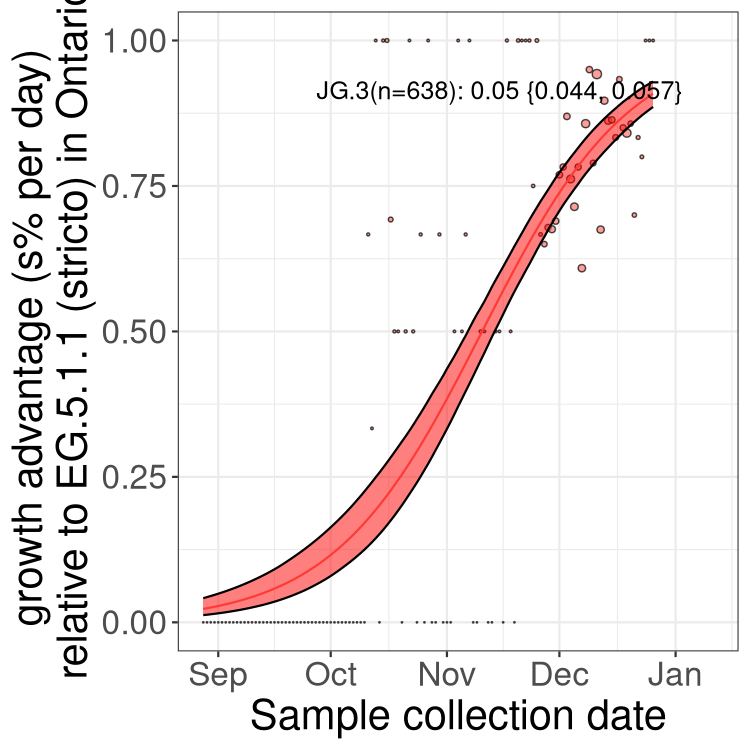 growth advantage (s% per day)
relative to EG.5.1.1 (stricto) in Ontario
1.00
0.75
0.50
0.25
0.00
JG.3(n=638): 0.05 {0.044, 0.057}
Sep Oct Nov Dec Jan
Sample collection date